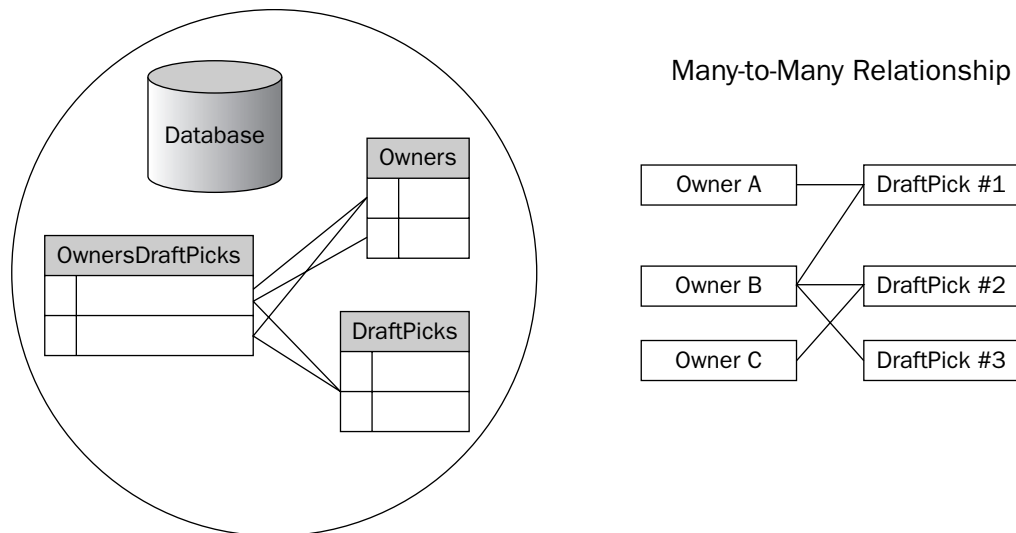 Many-to-Many Relationship
Database
Owners
OwnersDraftPicks
DraftPicks
Owner A
DraftPick #1
Owner B
DraftPick #2
Owner C
DraftPick #3